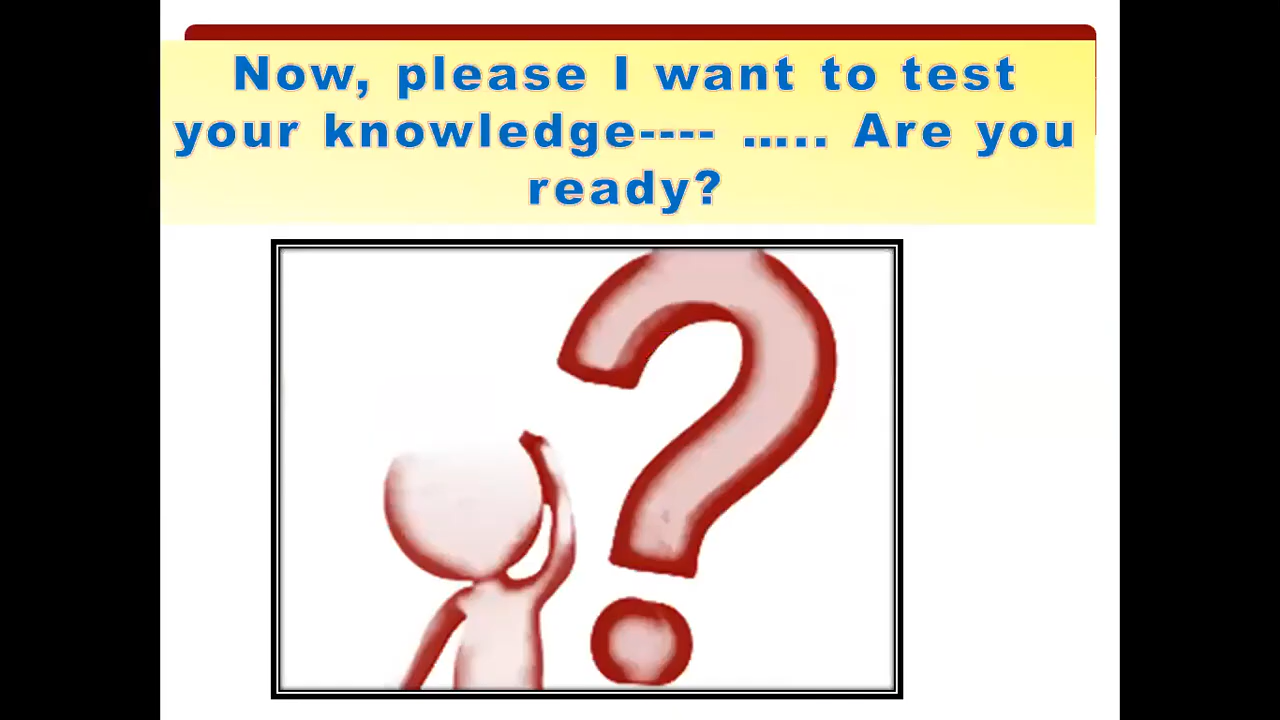 Now, please I want to test
your knowledge---- ….. Are you
ready?